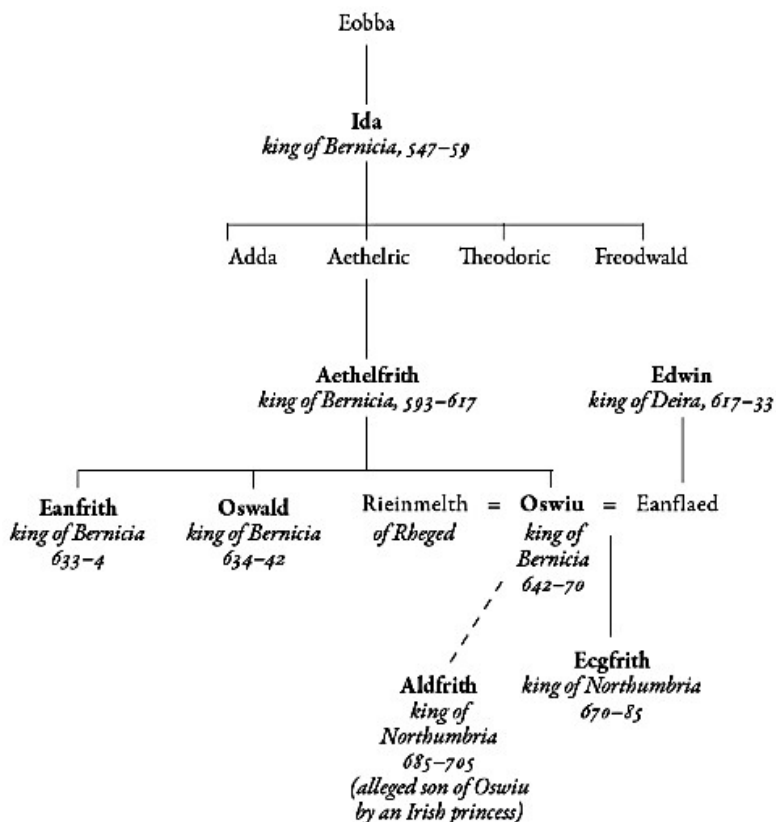 Eobba
Ida
king of Bernicia, 547–59
Adda Aethelric Theodoric Freodwald
Aethelfrith
king of Bernicia, 593–617
Edwin
king of Deira, 617–33
Eanfrith
king of Bernicia
633–4
Oswald
king of Bernicia
634–42
Rieinmelth
of Rheged
=
Oswiu
king of
Bernicia
642–70
=
Eanflaed
Aldfrith
king of
Northumbria
685–705
(alleged son of Oswiu
by an Irish princess)
Ecgfrith
king of Northumbria
670–85